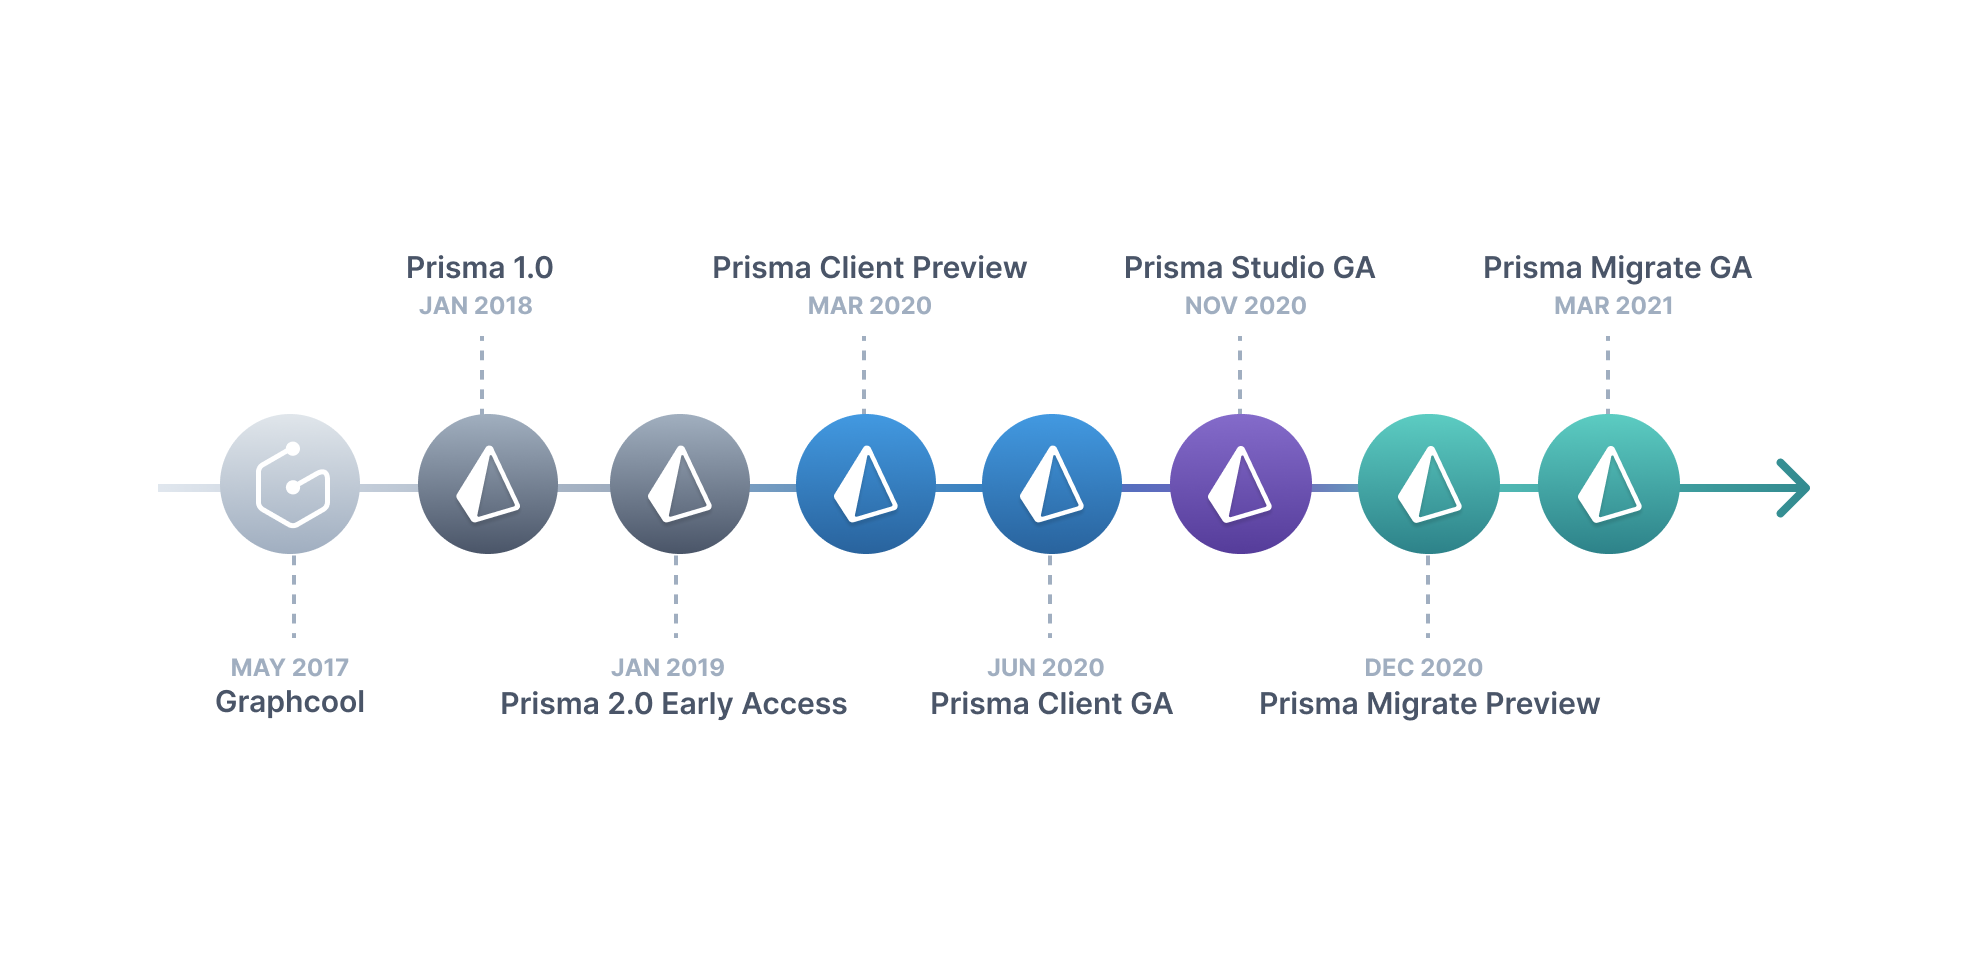 Prisma 1.0
JAN 2018
Prisma Client Preview
MAR 2020
Prisma Studio GA
NOV 2020
Prisma Migrate GA
MAR 2021
MAY 2017
Graphcool
JAN 2019
Prisma 2.0 Early Access
JUN 2020
Prisma Client GA
DEC 2020
Prisma Migrate Preview